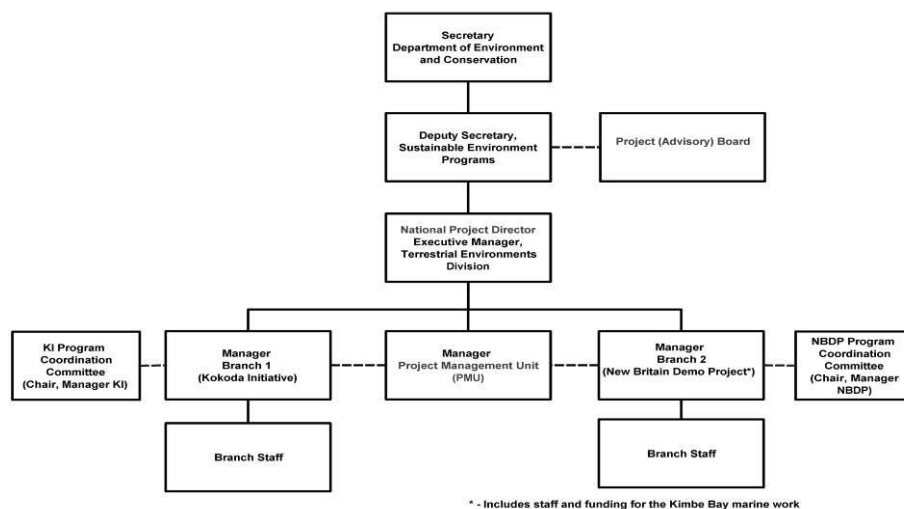 Secretary
Department of Environment
and Conservation
Deputy Secretary,
Sustainable Environment
Programs
Project (Advisory) Board
National Project Director
Executive Manager,
Terrestrial Environments
Division
KI Program
Coordination
Committee
(Chair, Manager KI)
Manager
Branch 1
(Kokoda Initiative)
Manager
Project Management Unit
(PMU)
Manager
Branch 2
(New Britain Demo Project*)
NBDP Program
Coordination
Committee
(Chair, Manager
NBDP)
Branch Staff
Branch Staff
* - Includes staff and funding for the Kimbe Bay marine work